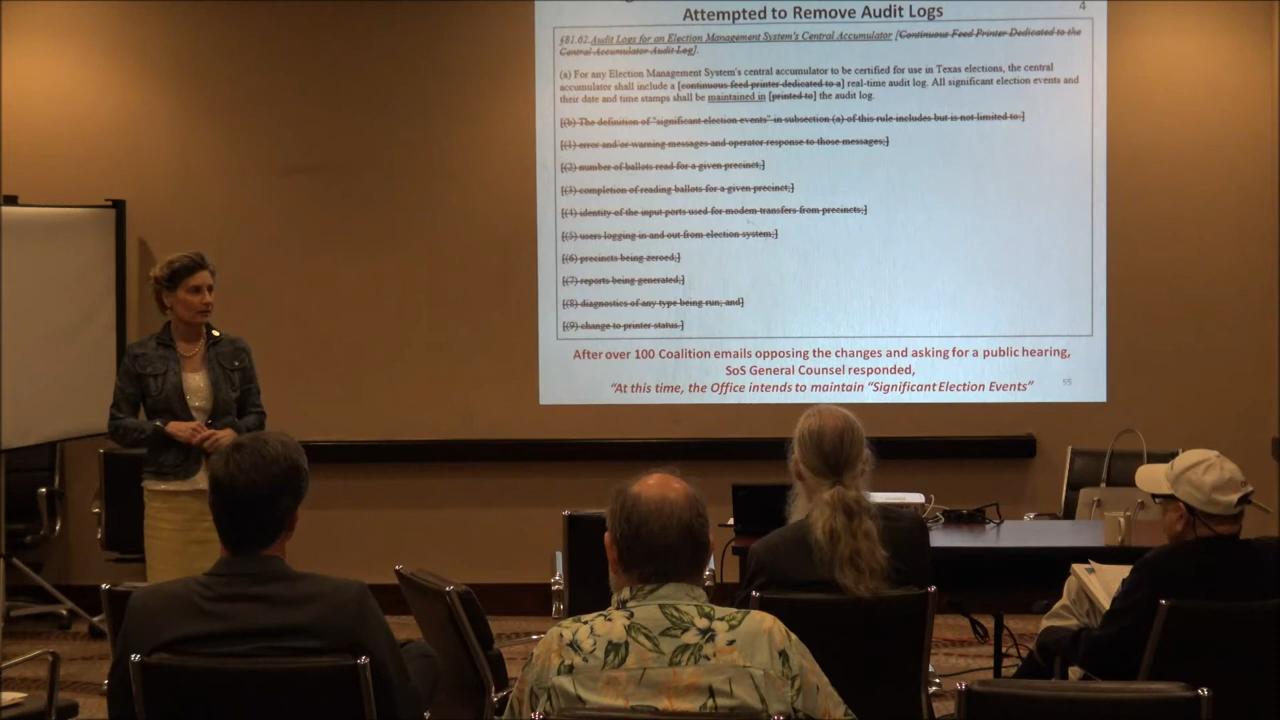 Attempted to Remove Audit Logs
4
§81.62.Audit Logs for an Election Management System's Central Accumulator [Continuous Feed Printer Dedicated to the
Central Accumulator Audit Log].
(a) For any Election Management System's central accumulator to be certified for use in Texas elections, the central
accumulator shall include a [continuous feed printer dedicated to a] real-time audit log. All significant election events and
their date and time stamps shall be maintained in [printed to] the audit log.
[(b) The definition of "significant election events" in subsection (a) of this rule includes but is not limited to:]
[(1) error and/or warning messages and operator response to those messages;]
[(2) number of ballots read for a given precinct;]
[(3) completion of reading ballots for a given precinct;]
[(4) identity of the input ports used for modem transfers from precincts;]
[(5) users logging in and out from election system;]
[(6) precincts being zeroed;]
[(7) reports being generated;]
[(8) diagnostics of any type being run; and]
[(9) change to printer status.]
After over 100 Coalition emails opposing the changes and asking for a public hearing,
SoS General Counsel responded,
"At this time, the Office intends to maintain "Significant Election Events"
55